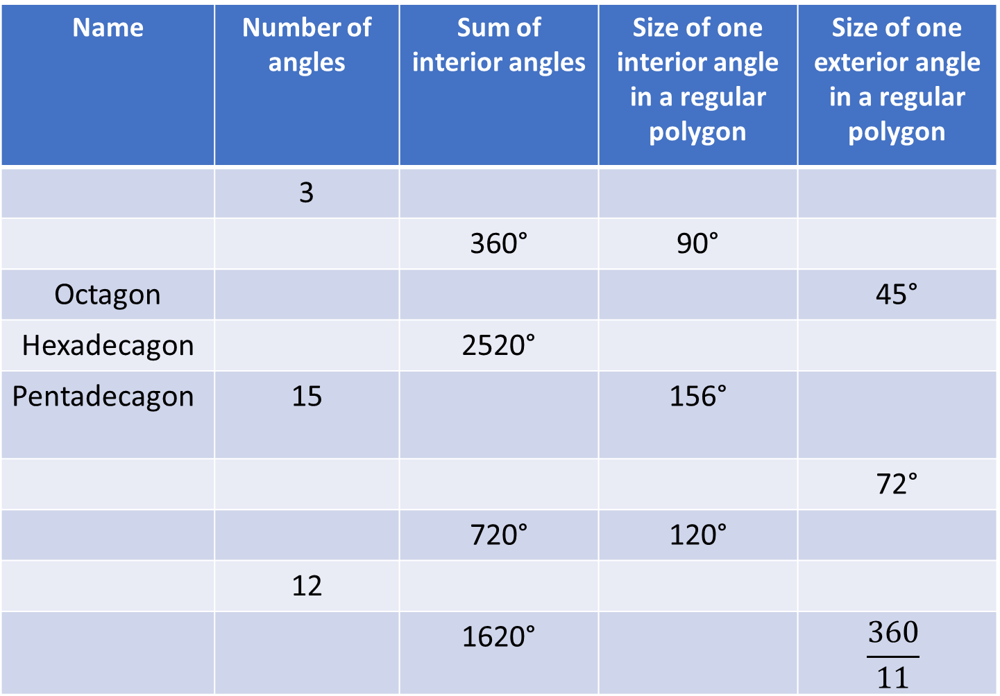 Name
Number of
angles
Sum of
interior angles
Size of one
interior angle
in a regular
polygon
Size of one
exterior angle
in a regular
polygon
3
360° 90°
Octagon 45°
Hexadecagon 2520°
Pentadecagon 15 156°
72°
720° 120°
12
1620°
360
11